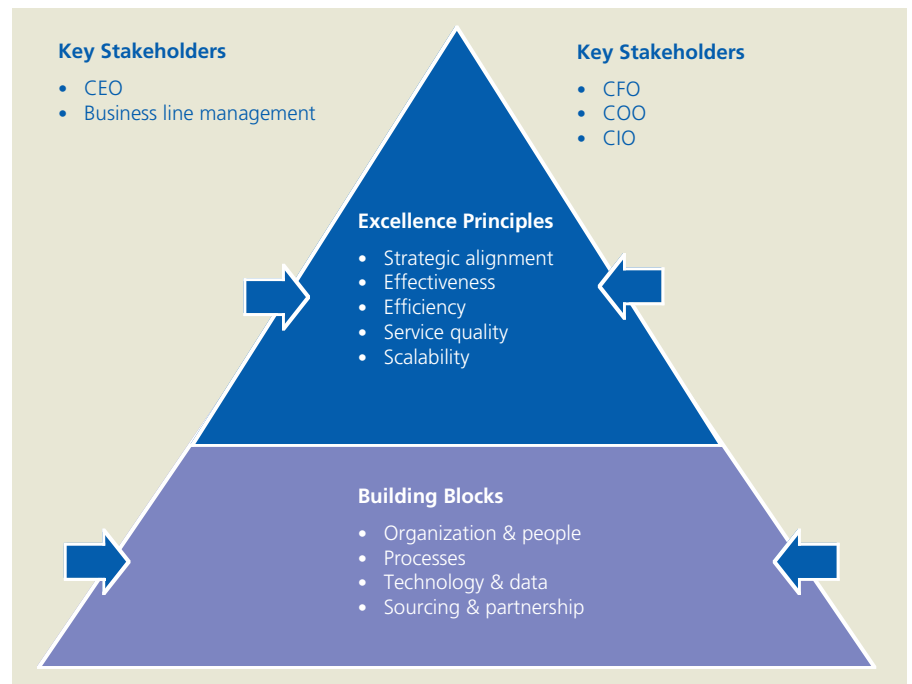 Key Stakeholders
• CEO
• Business line management
Key Stakeholders
• CFO
• COO
• CIO
Excellence Principles
• Strategic alignment
• Effectiveness
• Efficiency
• Service quality
• Scalability
Building Blocks
• Organization & people
• Processes
• Technology & data
• Sourcing & partnership